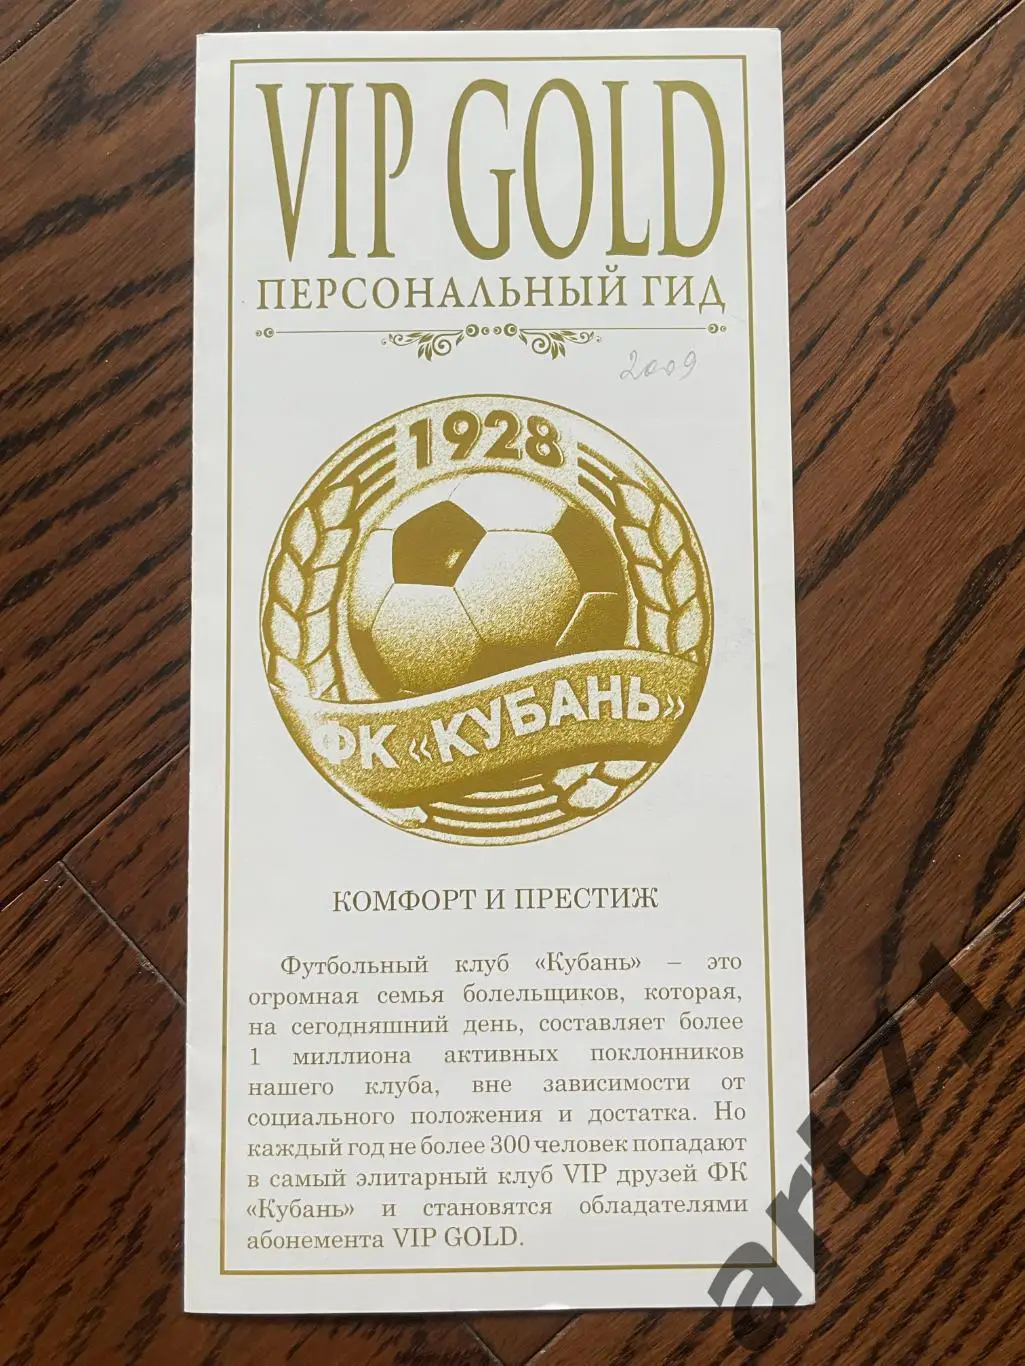 VIP GOLD
ПЕРСОНАЛЬНЫЙ ГИД
2009
1928
ФК «КУБАНЬ»
КОМФОРТ И ПРЕСТИЖ
Футбольный клуб «Кубань» – это
огромная семья болельщиков, которая,
на сегодняшний день, составляет более
1 миллиона активных поклонников
нашего клуба, вне зависимости от
социального положения и достатка. Но
каждый год не более 300 человек попадают
в самый элитарный клуб VIP друзей ФК
«Кубань» и становятся обладателями
абонемента VIP GOLD.
art71